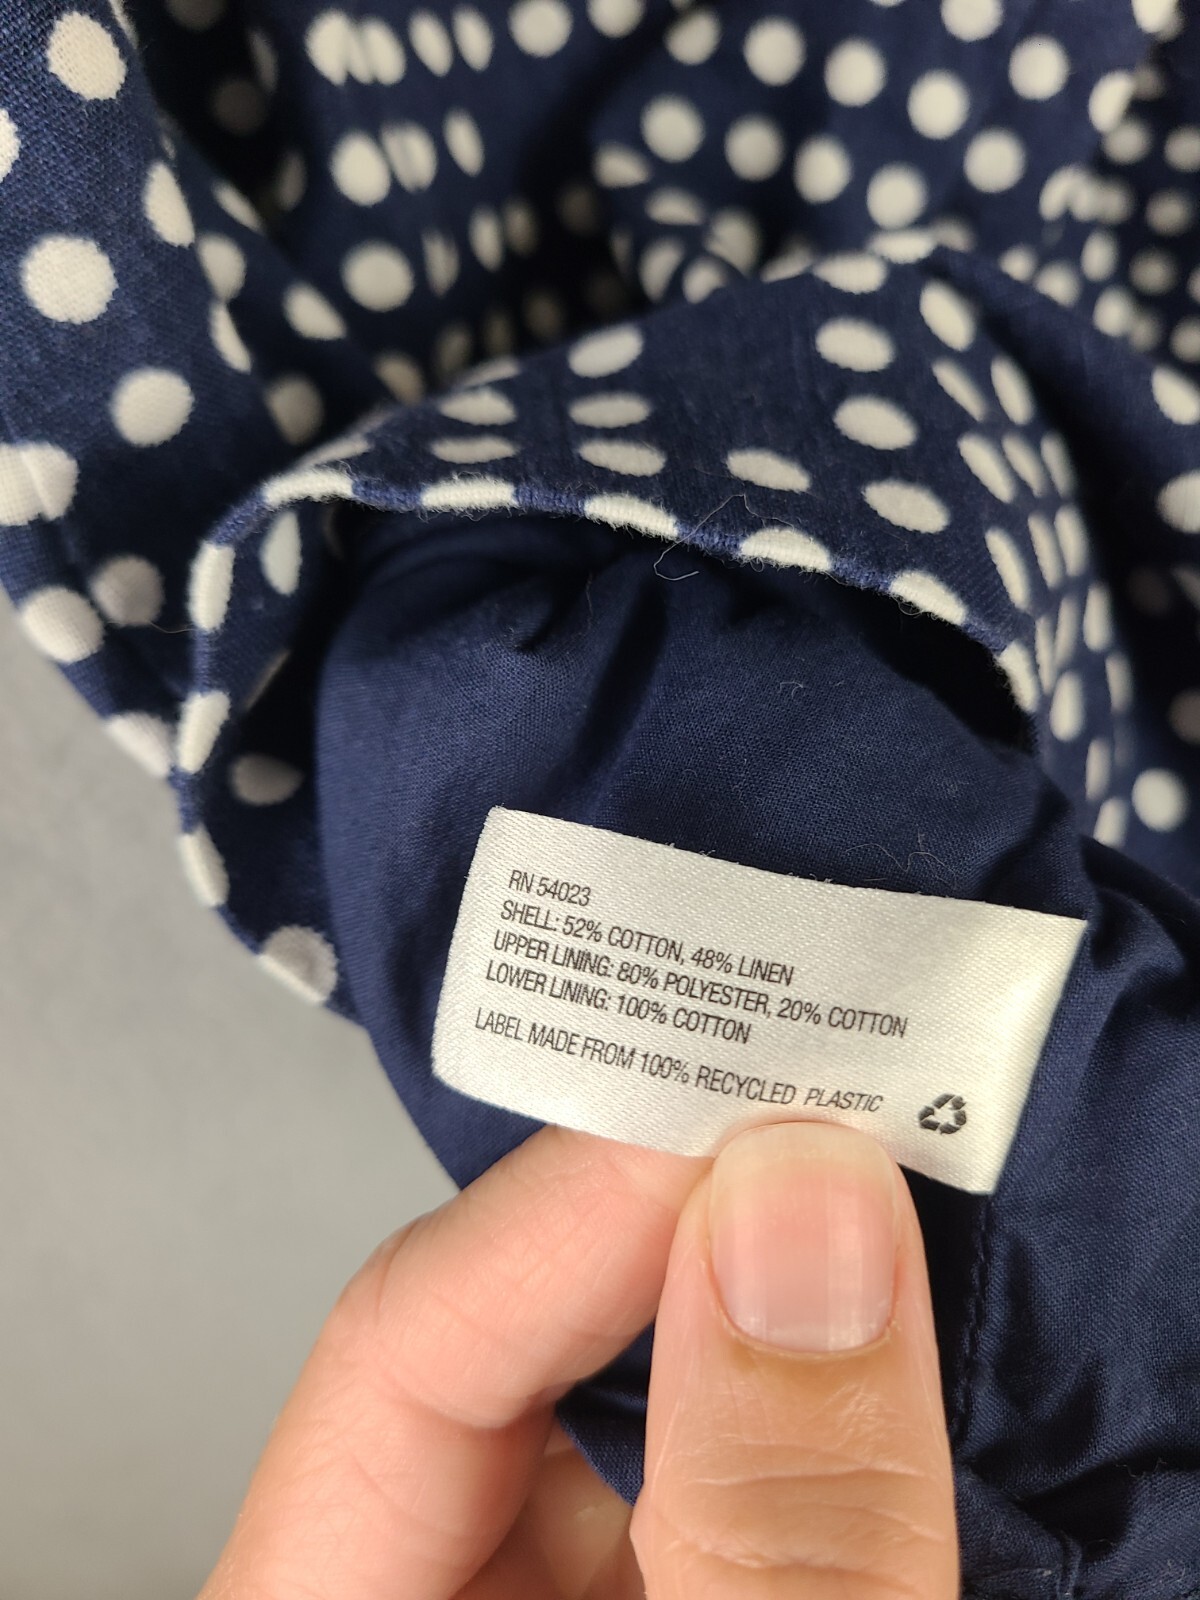 RN 54023
SHELL: 52% COTTON, 48% LINEN
UPPER LINING: 80% POLYESTER, 20% COTTON
LOWER LINING: 100% COTTON
LABEL MADE FROM 100% RECYCLED PLASTIC